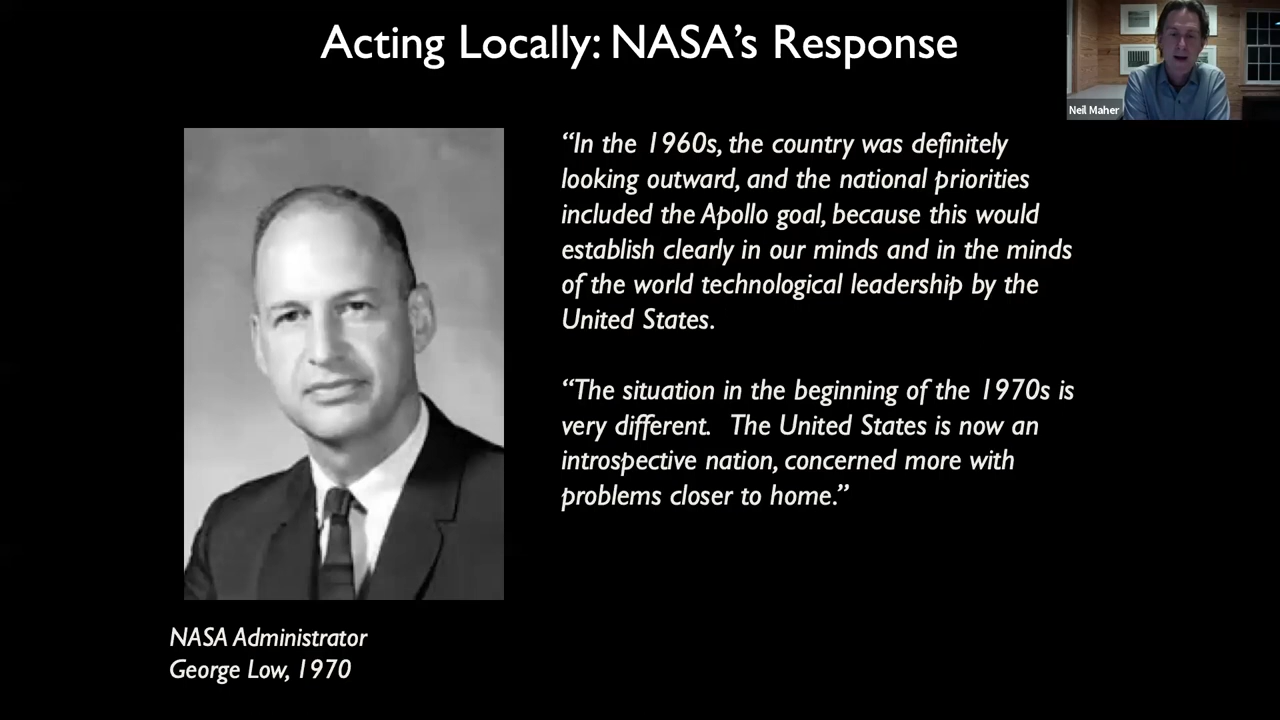 Acting Locally: NASA’s Response
Neil Maher
“In the 1960s, the country was definitely
looking outward, and the national priorities
included the Apollo goal, because this would
establish clearly in our minds and in the minds
of the world technological leadership by the
United States.
“The situation in the beginning of the 1970s is
very different. The United States is now an
introspective nation, concerned more with
problems closer to home.”
NASA Administrator
George Low, 1970